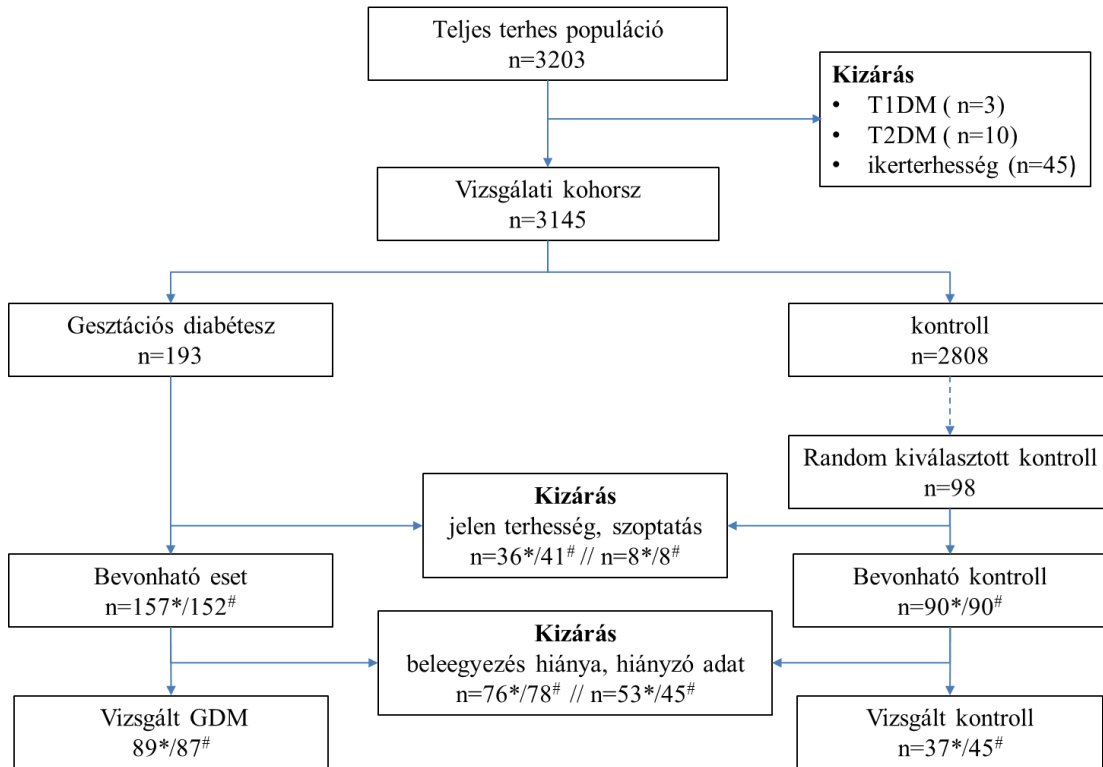 Teljes terhes populáció
n=3203
Kizárás
• T1DM ( n=3)
• T2DM (n=10)
• ikerterhesség (n=45)
Vizsgálati kohorsz
n=3145
Gesztációs diabétesz
n=193
kontroll
n=2808
Random kiválasztott kontroll
n=98
Kizárás
jelen terhesség, szoptatás
n=36*/41# // n=8*/8#
Bevonható eset
n=157*/152#
Bevonható kontroll
n=90*/90#
Kizárás
beleegyezés hiánya, hiányzó adat
n=76*/78# // n=53*/45#
Vizsgált GDM
89*/87#
Vizsgált kontroll
n=37*/45#